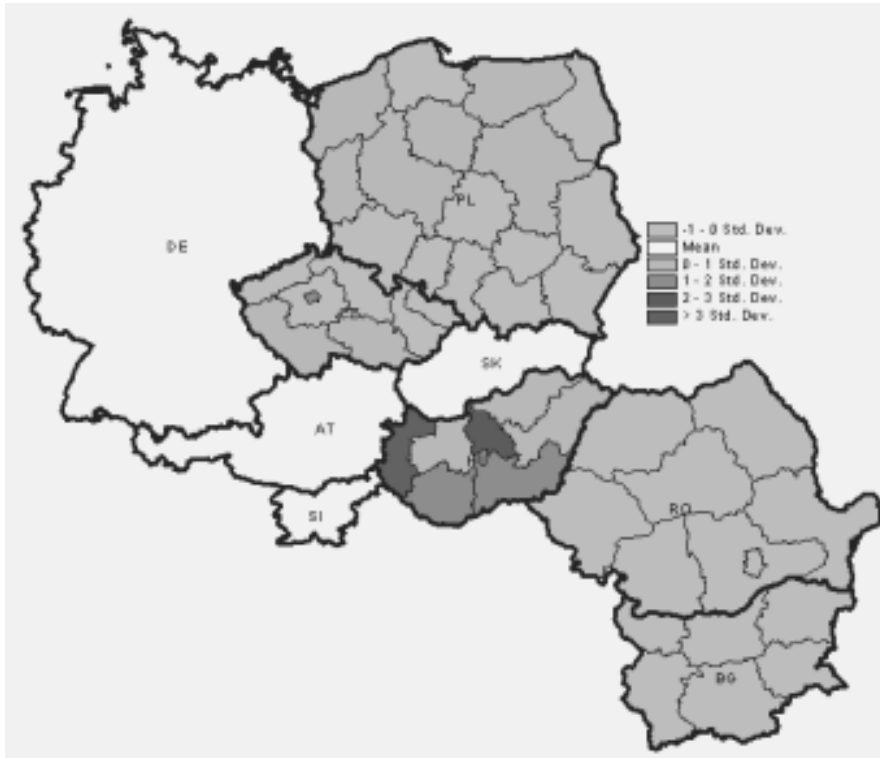 PL
DE
-1 - 0 Std. Dev.
Mean
0 - 1 Std. Dev.
1 - 2 Std. Dev.
2 - 3 Std. Dev.
> 3 Std. Dev.
SK
AT
RO
SI
BG